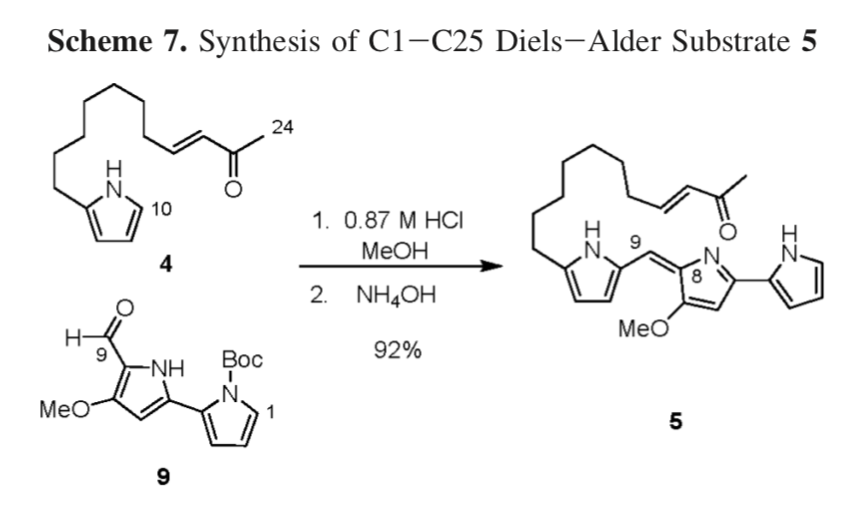 Scheme 7. Synthesis of C1−C25 Diels−Alder Substrate 5
24
H
N
O
10
4
1. 0.87 M HCl
MeOH
2. NH₄OH
92%
O
H
9
NH
Boc
N
MeO
1
9
O
H
N
9
N
8
H
N
MeO
5